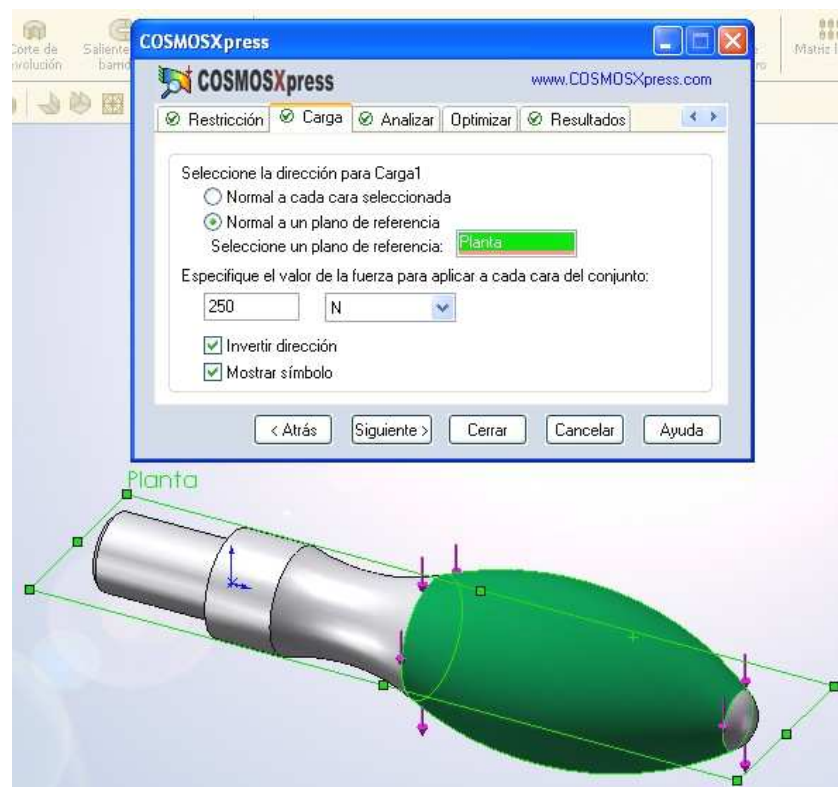 Corte de
Saliente
Matriz
COSMOSXpress
COSMOSXpress
www.COSMOSXpress.com
Restricción
Carga
Analizar
Optimizar
Resultados
Seleccione la dirección para Carga1
Normal a cada cara seleccionada
Normal a un plano de referencia
Seleccione un plano de referencia:
Planta
Especifique el valor de la fuerza para aplicar a cada cara del conjunto:
250
N
Invertir dirección
Mostrar símbolo
< Atrás
Siguiente >
Cerrar
Cancelar
Ayuda
Planta